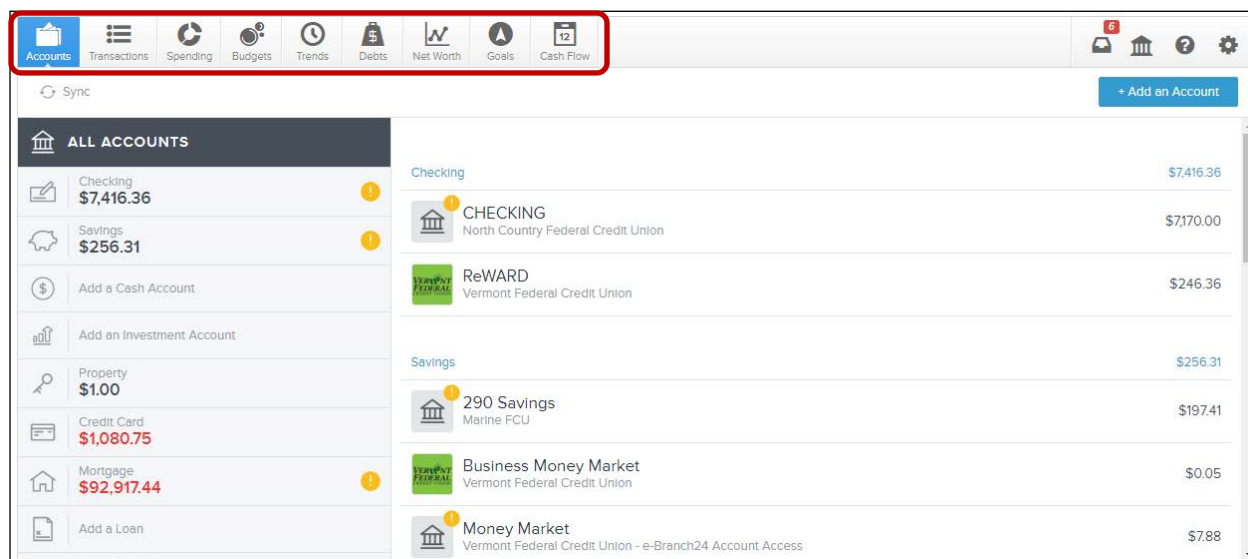 6
Accounts Transactions Spending Budgets Trends Debts Net Worth Goals Cash Flow
12
$
?
Sync
+ Add an Account
ALL ACCOUNTS
Checking
$7,416.36
Savings
$256.31
Add a Cash Account
Add an Investment Account
Property
$1.00
Credit Card
$1,080.75
Mortgage
$92,917.44
Add a Loan
Checking $7,416.36
CHECKING
North Country Federal Credit Union
$7,170.00
ReWARD
Vermont Federal Credit Union
$246.36
VERMONT
FEDERAL
Savings $256.31
290 Savings
Marine FCU
$197.41
Business Money Market
Vermont Federal Credit Union
$0.05
VERMONT
FEDERAL
Money Market
Vermont Federal Credit Union - e-Branch24 Account Access
$7.88